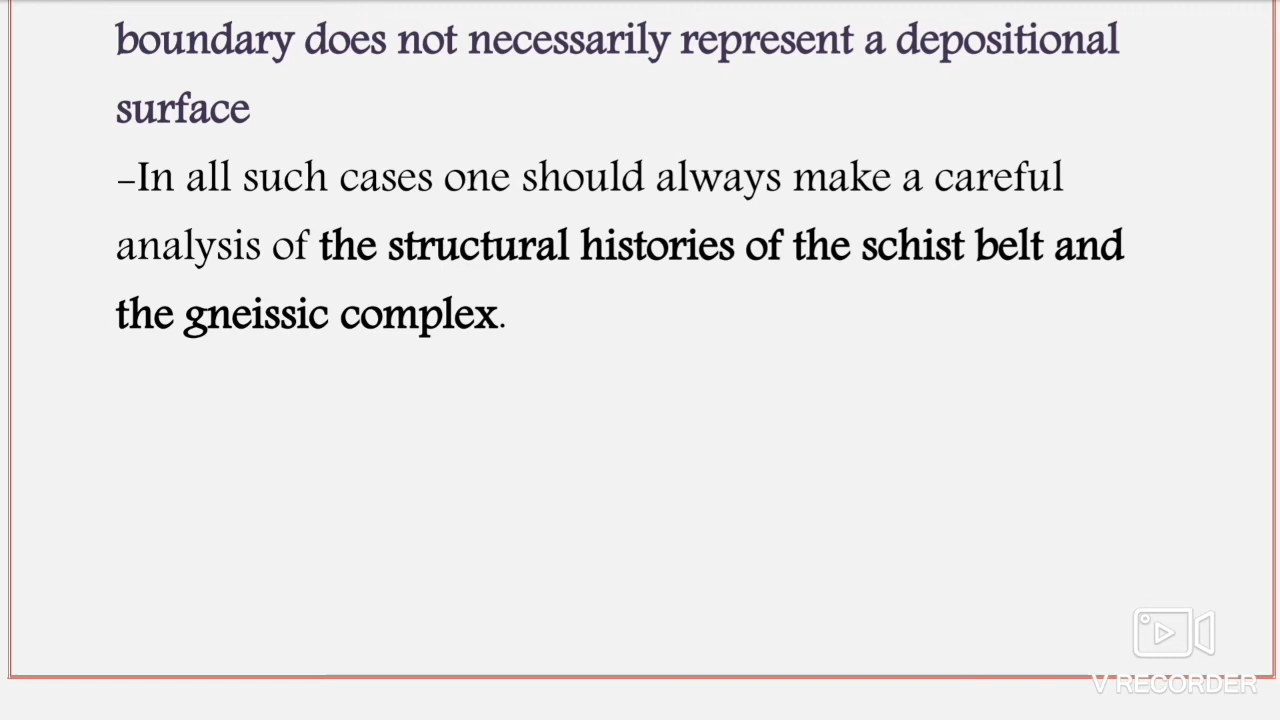 boundary does not necessarily represent a depositional
surface
–In all such cases one should always make a careful
analysis of the structural histories of the schist belt and
the gneissic complex.
V RECORDER